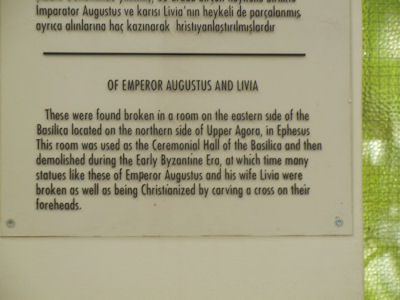 İmparator Augustus ve karısı Livia'nın heykeli de parçalanmış
ayrıca alınlarına haç kazınarak hristiyanlaştırılmışlardır
OF EMPEROR AUGUSTUS AND LIVIA
These were found broken in a room on the eastern side of the
Basilica located on the northern side of Upper Agora, in Ephesus
This room was used as the Ceremonial Hall of the Basilica and then
demolished during the Early Byzantine Era, at which time many
statues like these of Emperor Augustus and his wife Livia were
broken as well as being Christianized by carving a cross on their
foreheads.